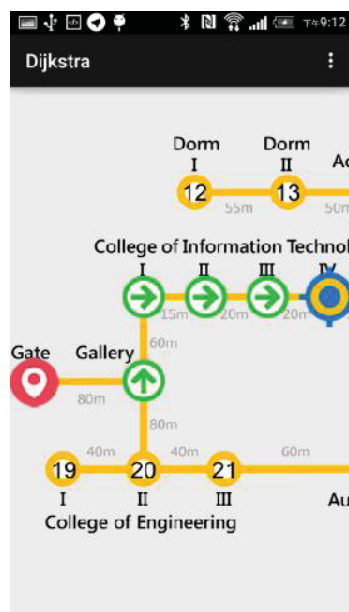 下午9:12
Dijkstra
Dorm Dorm
I II Ac
12 13
55m 50m
College of Information Technol
I II III IV
15m 20m 20m
60m
Gate Gallery
80m
80m
40m 40m 60m
19 20 21
I II III Au
College of Engineering